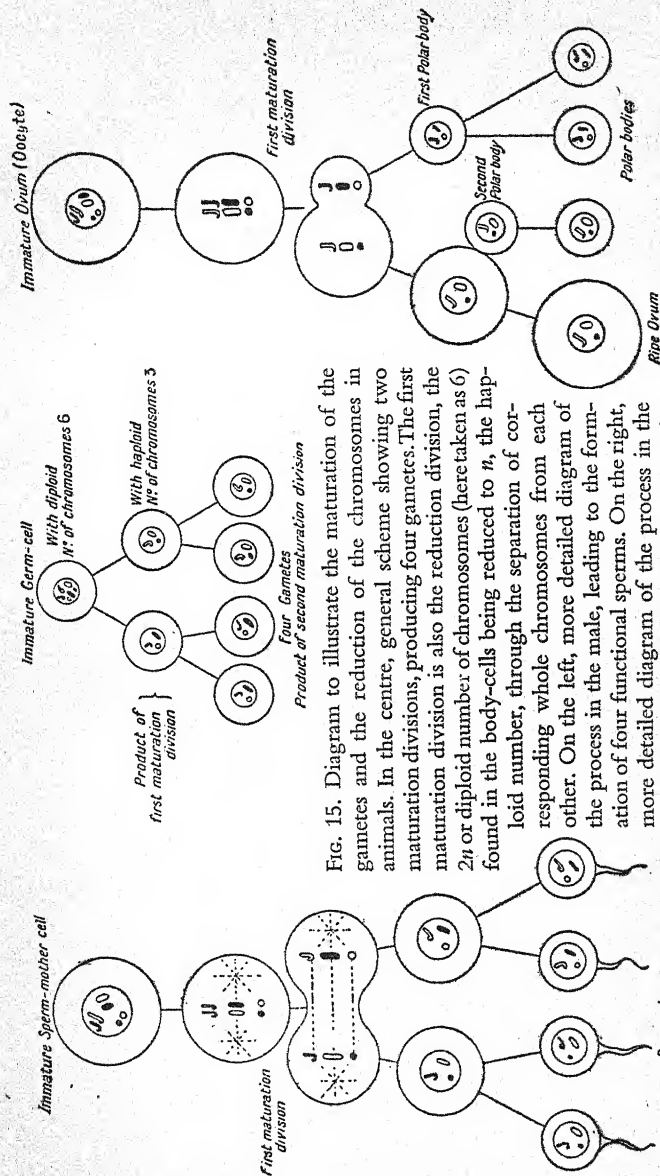 Immature Sperm-mother cell
First maturation
division
Immature Germ-cell
With diploid
Nº of chromosomes 6
Product of
first maturation
division
With haploid
Nº of chromosomes 3
Four Gametes
Product of second maturation division
Immature Ovum (Oocyte)
First maturation
division
First Polar body
Second
Polar body
Polar bodies
Ripe Ovum
FIG. 15. Diagram to illustrate the maturation of the
gametes and the reduction of the chromosomes in
animals. In the centre, general scheme showing two
maturation divisions, producing four gametes. The first
maturation division is also the reduction division, the
2n or diploid number of chromosomes (here taken as 6)
found in the body-cells being reduced to n, the hap-
loid number, through the separation of cor-
responding whole chromosomes from each
other. On the left, more detailed diagram of
the process in the male, leading to the form-
ation of four functional sperms. On the right,
more detailed diagram of the process in the